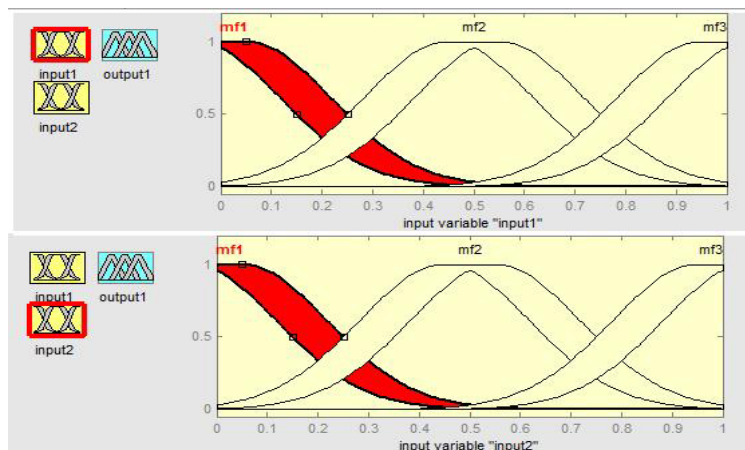 mf1 mf2 mf3
1
input1 output1
0.5
input2
0
0 0.1 0.2 0.3 0.4 0.5 0.6 0.7 0.8 0.9 1
input variable "input1"
mf1 mf2 mf3
1
input1 output1
0.5
input2
0
0 0.1 0.2 0.3 0.4 0.5 0.6 0.7 0.8 0.9 1
input variable "input2"